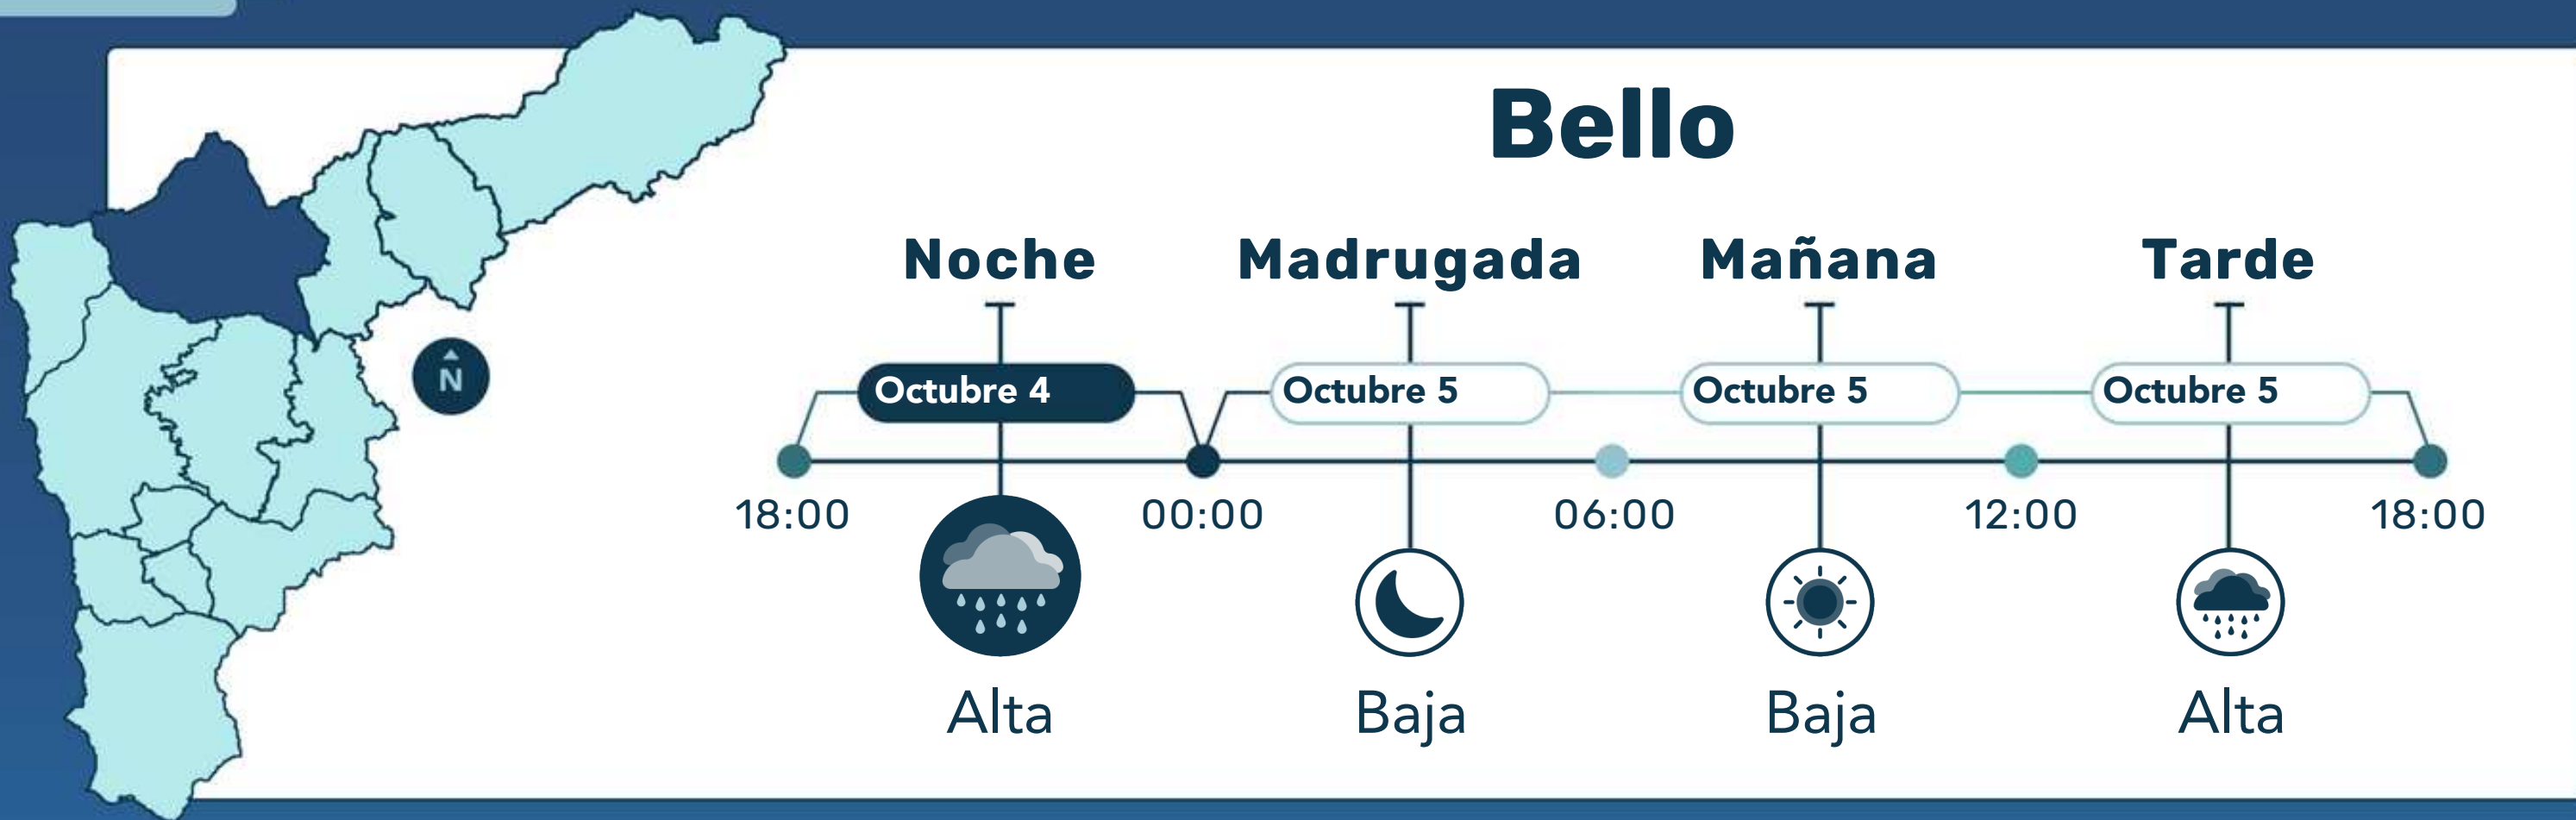 Bello
Noche Madrugada Mañana Tarde
N
Octubre 4 Octubre 5 Octubre 5 Octubre 5
18:00 00:00 06:00 12:00 18:00
Alta Baja Baja Alta